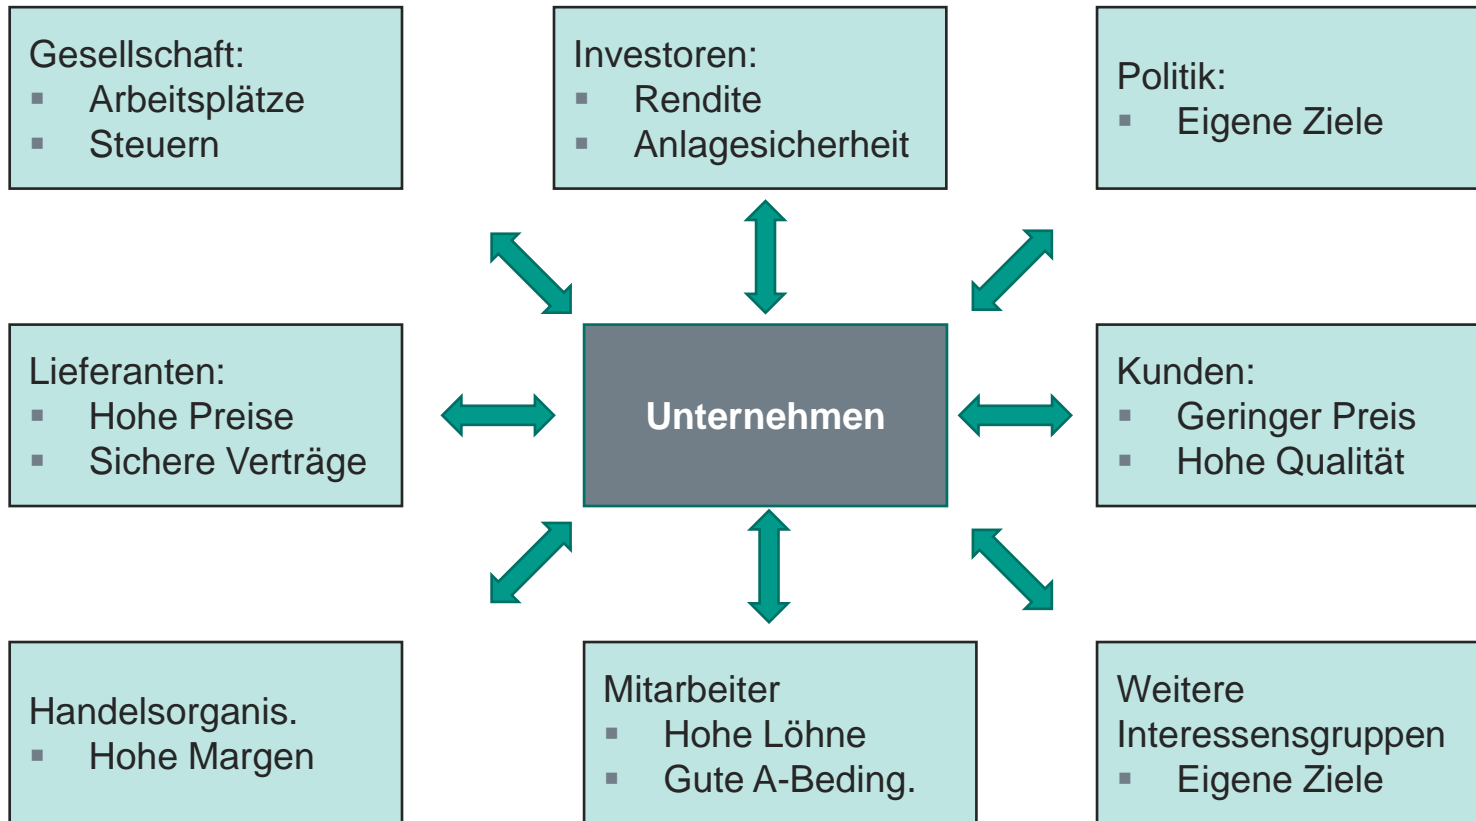 Gesellschaft:
▪ Arbeitsplätze
▪ Steuern
Investoren:
▪ Rendite
▪ Anlagesicherheit
Politik:
▪ Eigene Ziele
Lieferanten:
▪ Hohe Preise
▪ Sichere Verträge
Unternehmen
Kunden:
▪ Geringer Preis
▪ Hohe Qualität
Handelsorganis.
▪ Hohe Margen
Mitarbeiter
▪ Hohe Löhne
▪ Gute A-Beding.
Weitere
Interessensgruppen
▪ Eigene Ziele